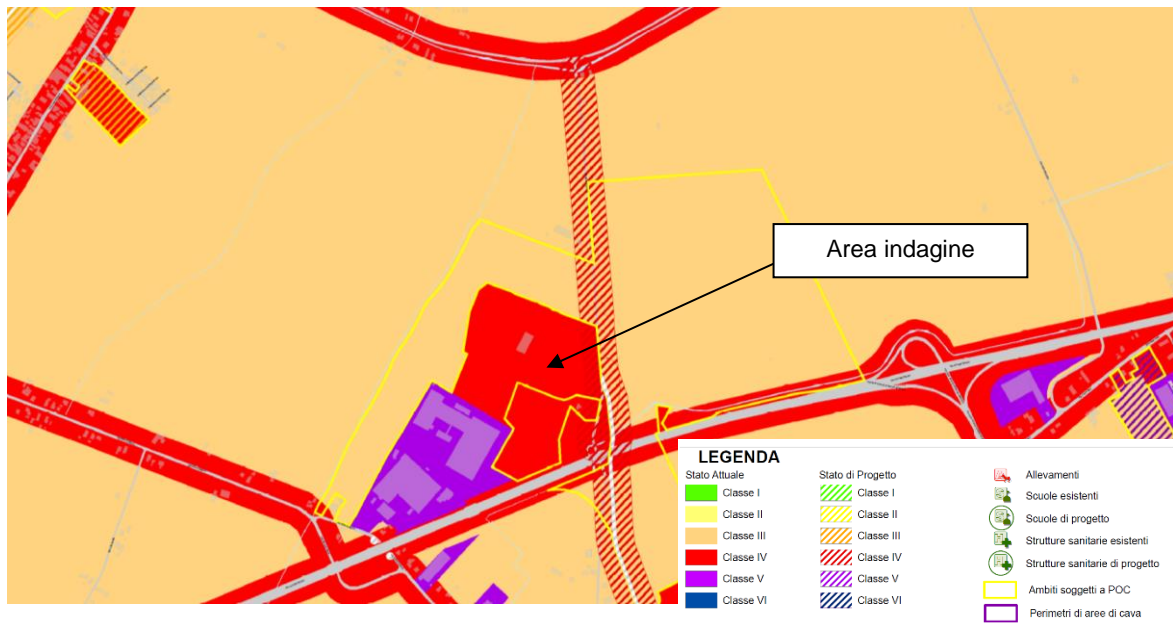 Area indagine
LEGENDA
Stato Attuale
Classe I
Classe II
Classe III
Classe IV
Classe V
Classe VI
Stato di Progetto
Classe I
Classe II
Classe III
Classe IV
Classe V
Classe VI
Allevamenti
Scuole esistenti
Scuole di progetto
Strutture sanitarie esistenti
Strutture sanitarie di progetto
Ambiti soggetti a POC
Perimetri di aree di cava